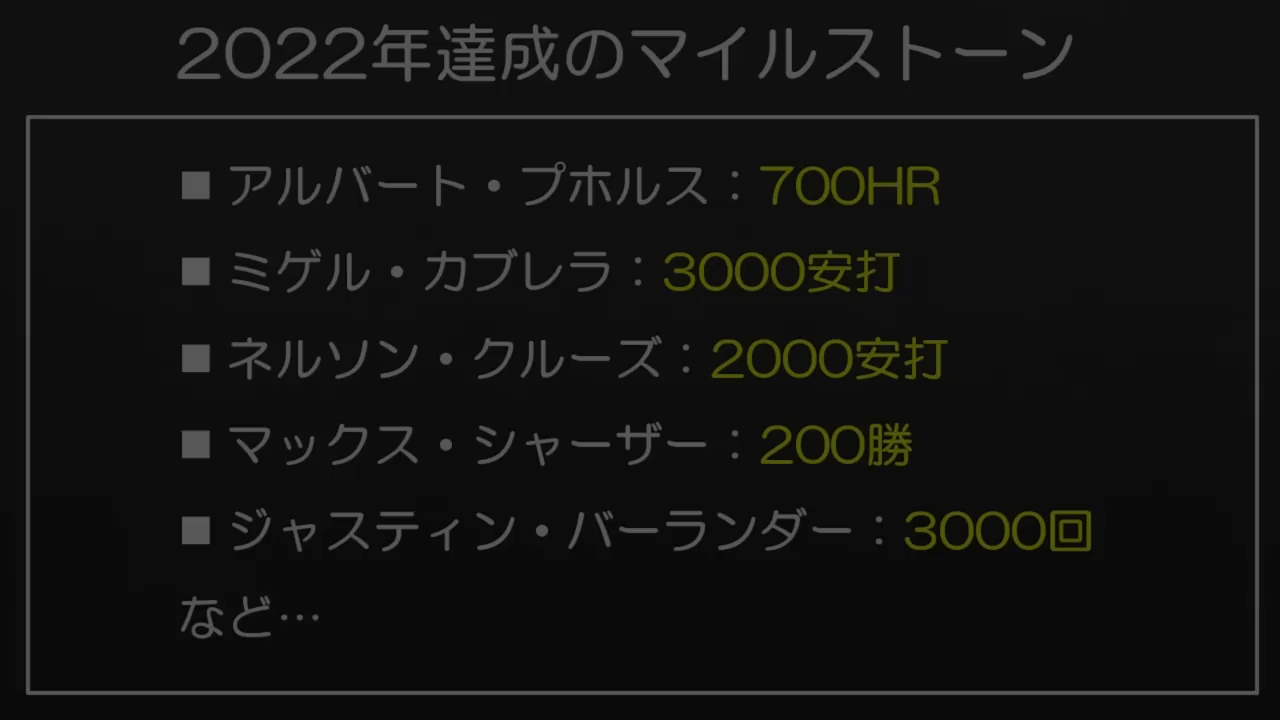 2022年達成のマイルストーン
■ アルバート・プホルス：700HR
■ ミゲル・カブレラ：3000安打
■ ネルソン・クルーズ：2000安打
■ マックス・シャーザー：200勝
■ ジャスティン・バーランダー：3000回
など…